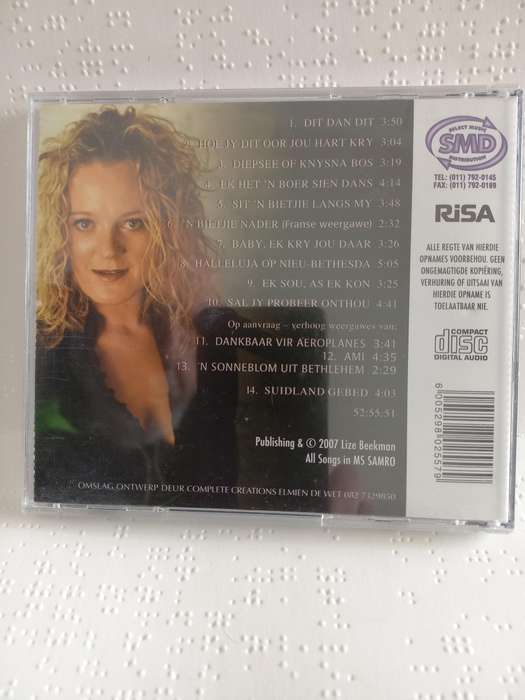 1. DIT DAN DIT 3:50
2. HOE JY DIT OOR JOU HART KRY 3:04
3. DIEPSEE OF KNYSNA BOS 3:19
4. EK HET 'N BOER SIEN DANS 4:14
5. SIT 'N BIETJIE LANGS MY 3:48
6. 'N BIETJIE NADER (Franse weergawe) 2:32
7. BABY, EK KRY JOU DAAR 3:26
8. HALLELUJA OP NIEU-BETHESDA 5:05
9. EK SOU, AS EK KON 3:25
10. SAL JY PROBEER ONTHOU 4:41
Op aanvraag – verhoog weergawes van:
11. DANKBAAR VIR AEROPLANES 3:41
12. AMI 4:35
13. 'N SONNEBLOM UIT BETHLEHEM 2:29
14. SUIDLAND GEBED 4:03
52:55.51
Publishing & © 2007 Lize Beekman
All Songs in MS SAMRO
OMSLAG ONTWERP DEUR COMPLETE CREATIONS ELMIEN DE WET 082 7329850
SELECT MUSIC
SMD
DISTRIBUTION
TEL: (011) 792-0145
FAX: (011) 792-0189
RiSA
ALLE REGTE VAN HIERDIE
OPNAMES VOORBEHOU. GEEN
ONGEMAGTIGDE KOPIËRING,
VERHURING OF UITSAAI VAN
HIERDIE OPNAME IS
TOELAATBAAR NIE.
COMPACT
disc
DIGITAL AUDIO
6005298025579